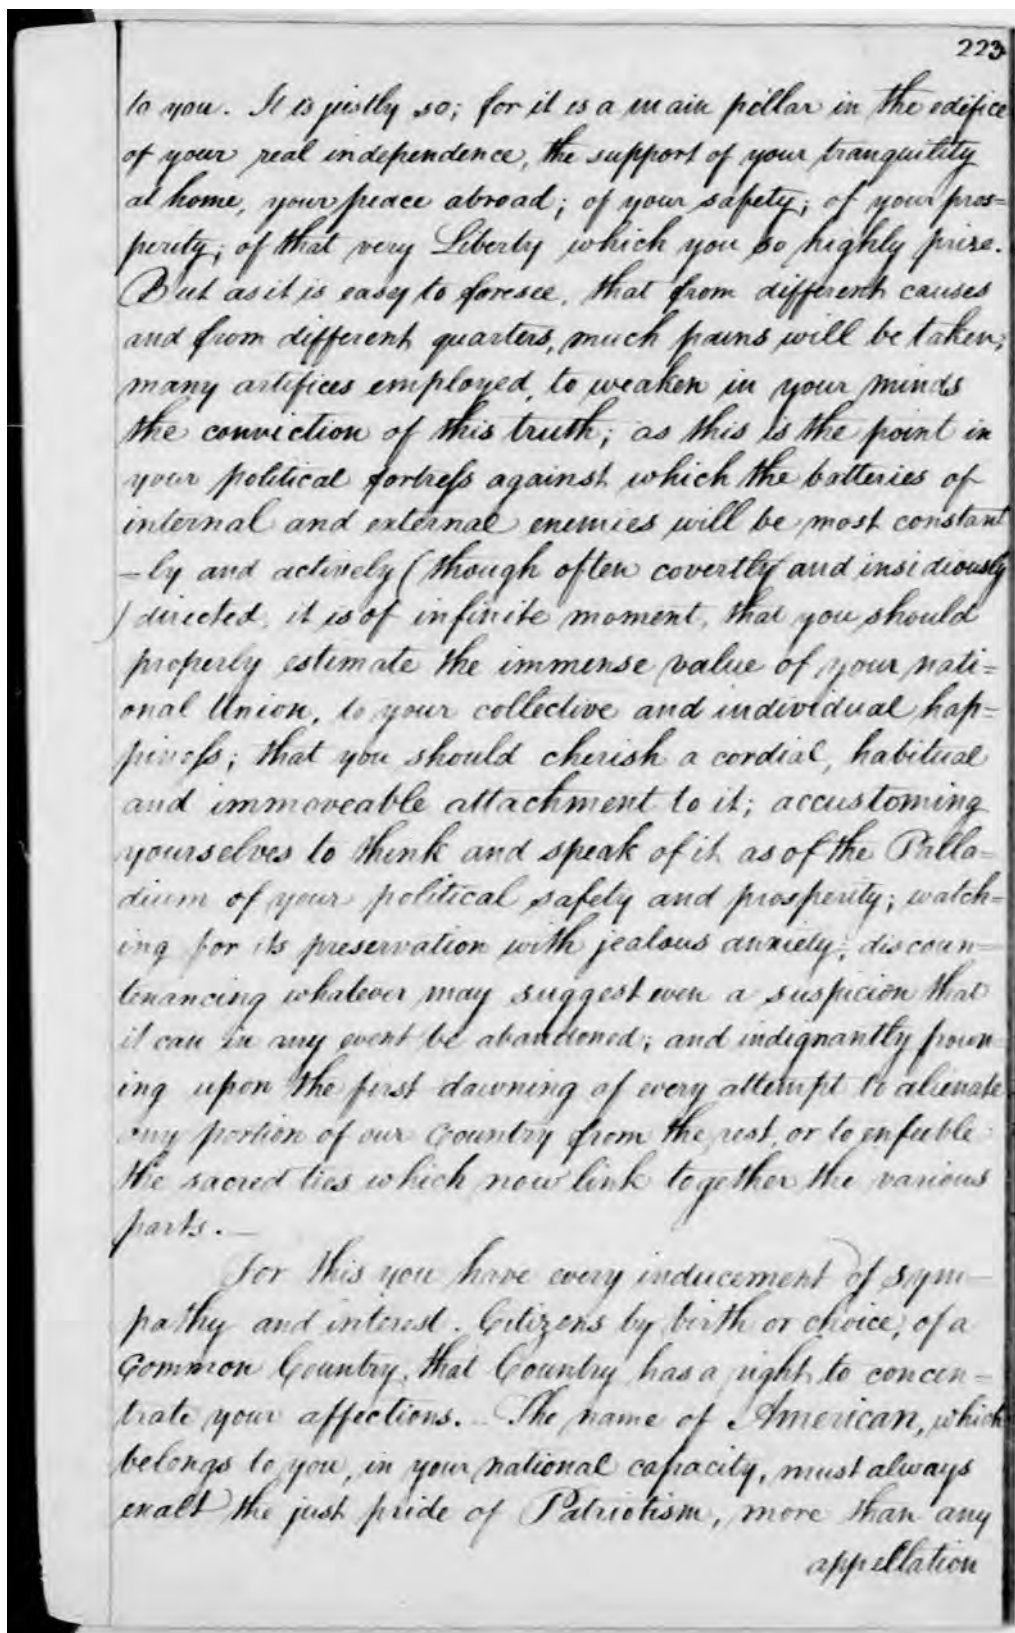 223
to you. It is justly so; for it is a main pillar in the edifice
of your real independence, the support of your tranquility
at home, your peace abroad; of your safety; of your pros=
perity; of that very Liberty which you so highly prize.
But as it is easy to foresee, that from different causes
and from different quarters, much pains will be taken,
many artifices employed, to weaken in your minds
the conviction of this truth; as this is the point in
your political fortress against which the batteries of
internal and external enemies will be most constant
-ly and actively (though often covertly and insidiously
) directed, it is of infinite moment, that you should
properly estimate the immense value of your nati=
onal Union, to your collective and individual hap=
piness; that you should cherish a cordial, habitual
and immoveable attachment to it; accustoming
yourselves to think and speak of it as of the Palla=
dium of your political safety and prosperity; watch=
ing for its preservation with jealous anxiety; discoun=
tenancing whatever may suggest even a suspicion that
it can in any event be abandoned; and indignantly frown
ing upon the first dawning of every attempt to alienate
any portion of our Country from the rest, or to enfeeble
the sacred ties which now link together the various
parts. —
For this you have every inducement of sym—
pathy and interest. Citizens by birth or choice, of a
Common Country, that Country has a right to concen=
trate your affections. — The name of American, which
belongs to you, in your national capacity, must always
exalt the just pride of Patriotism, more than any
appellation